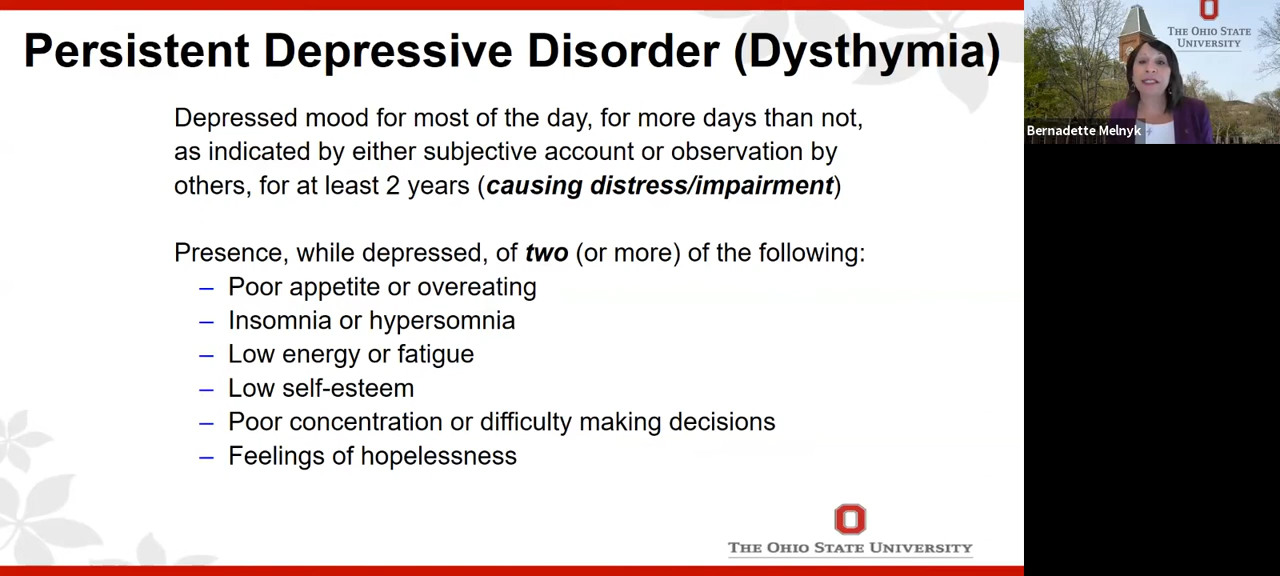 Persistent Depressive Disorder (Dysthymia)
Depressed mood for most of the day, for more days than not,
as indicated by either subjective account or observation by
others, for at least 2 years (causing distress/impairment)
Presence, while depressed, of two (or more) of the following:
– Poor appetite or overeating
– Insomnia or hypersomnia
– Low energy or fatigue
– Low self-esteem
– Poor concentration or difficulty making decisions
– Feelings of hopelessness
THE OHIO STATE UNIVERSITY
THE OHIO STATE
UNIVERSITY
Bernadette Melnyk